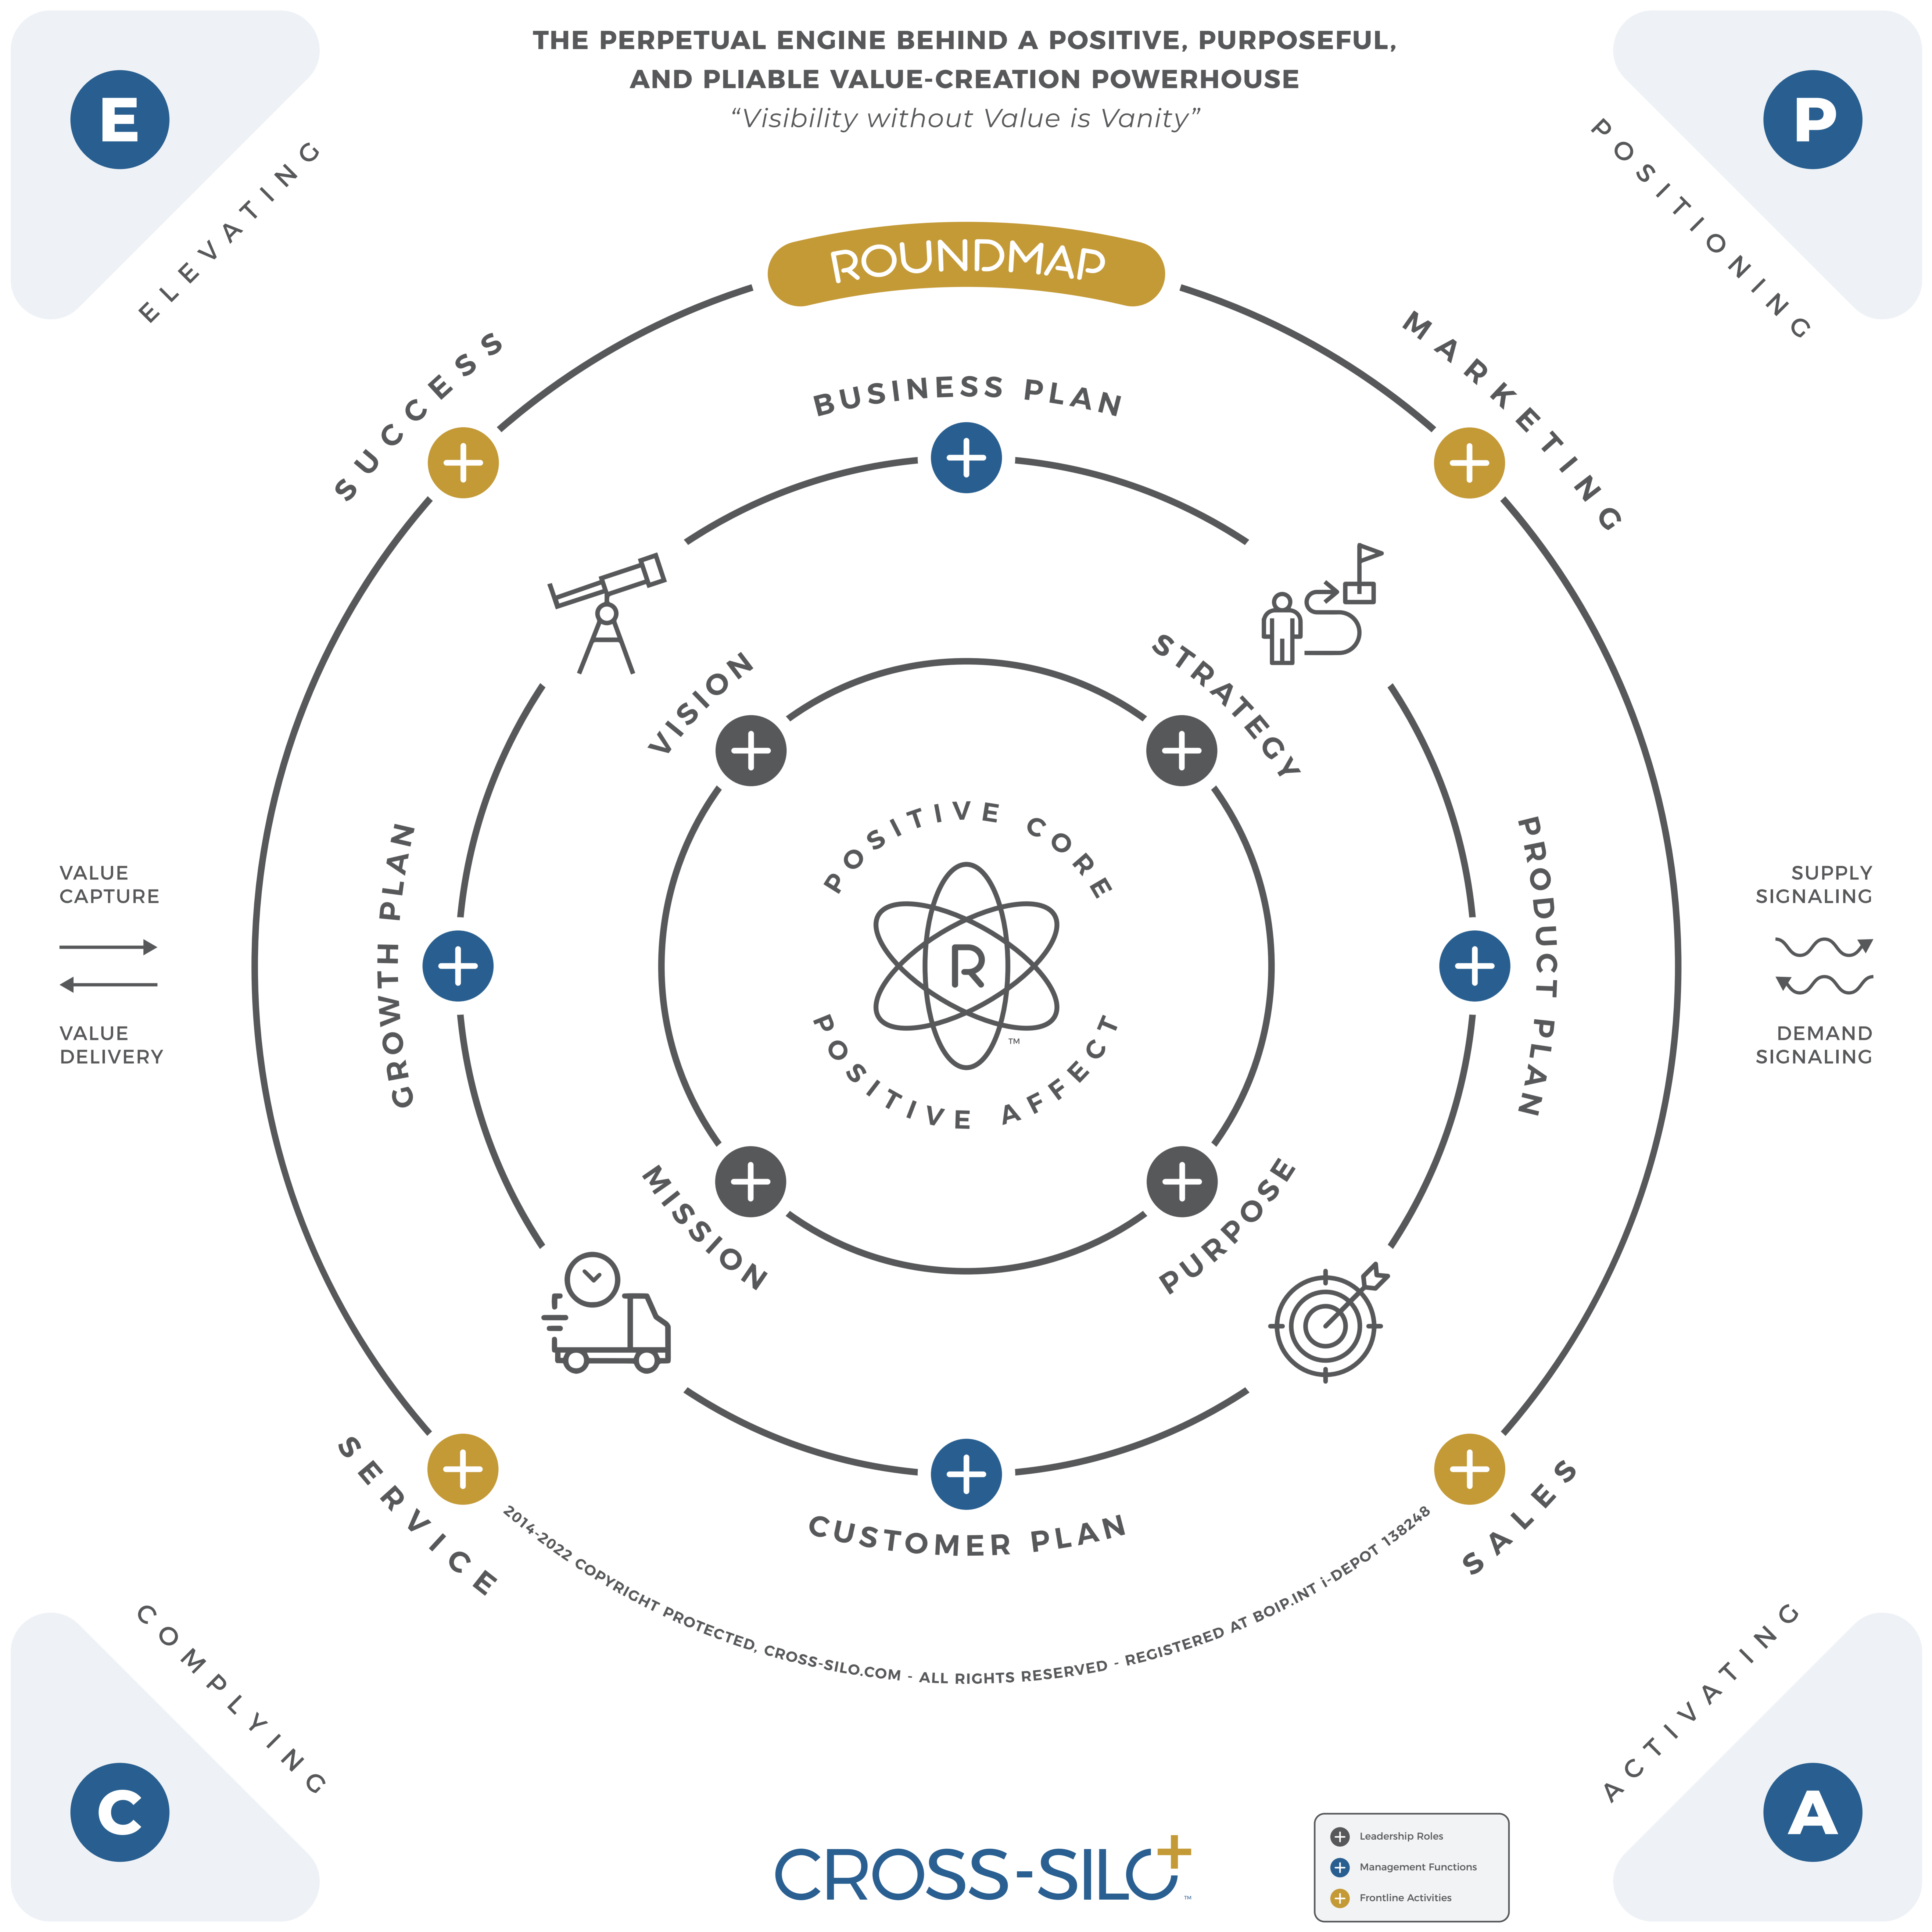 THE PERPETUAL ENGINE BEHIND A POSITIVE, PURPOSEFUL,
AND PLIABLE VALUE-CREATION POWERHOUSE
“Visibility without Value is Vanity”
E
ELEVATING
P
POSITIONING
ROUNDMAP
SUCCESS
MARKETING
BUSINESS PLAN
VISION
STRATEGY
POSITIVE CORE
R
™
POSITIVE AFFECT
GROWTH PLAN
PRODUCT PLAN
VALUE
CAPTURE
VALUE
DELIVERY
SUPPLY
SIGNALING
DEMAND
SIGNALING
MISSION
PURPOSE
CUSTOMER PLAN
SERVICE
SALES
2014-2022 COPYRIGHT PROTECTED, CROSS-SILO.COM - ALL RIGHTS RESERVED - REGISTERED AT BOIP.INT i-DEPOT 138248
COMPLYING
C
ACTIVATING
A
CROSS-SILO+ ™
Leadership Roles
Management Functions
Frontline Activities